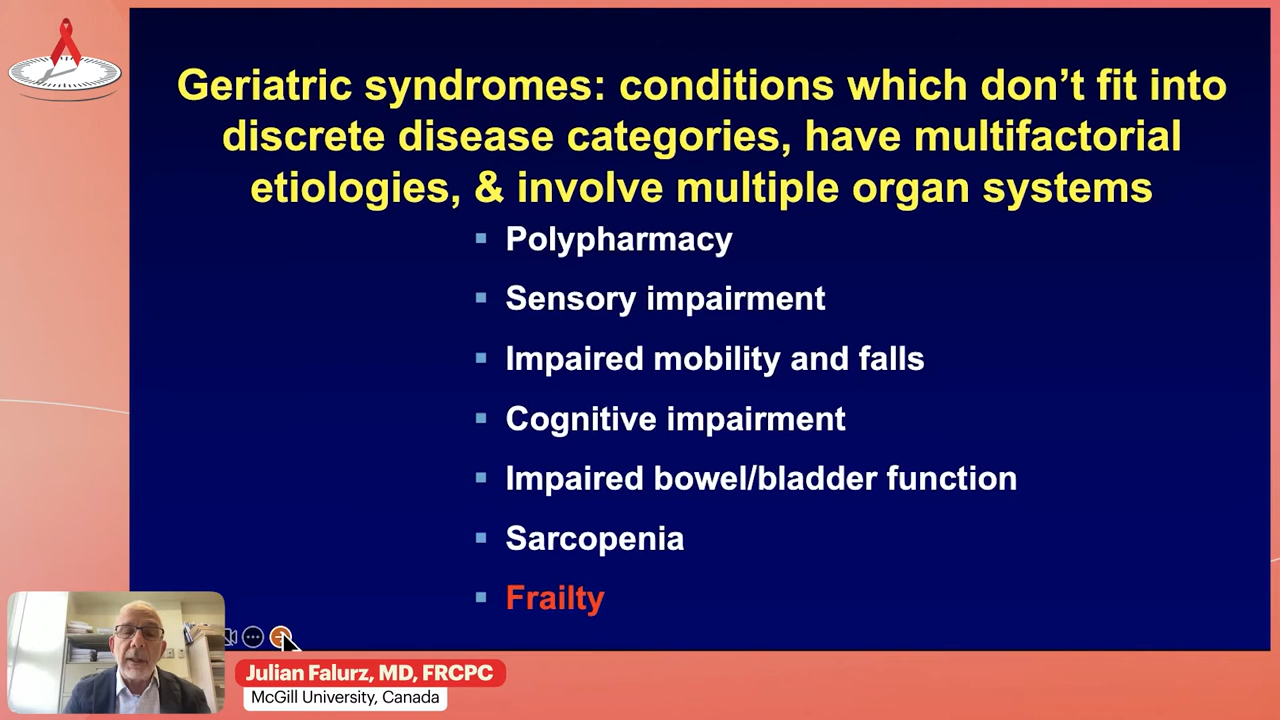 Geriatric syndromes: conditions which don't fit into
discrete disease categories, have multifactorial
etiologies, & involve multiple organ systems
Polypharmacy
Sensory impairment
Impaired mobility and falls
Cognitive impairment
Impaired bowel/bladder function
Sarcopenia
Frailty
Julian Falurz, MD, FRCPC
McGill University, Canada